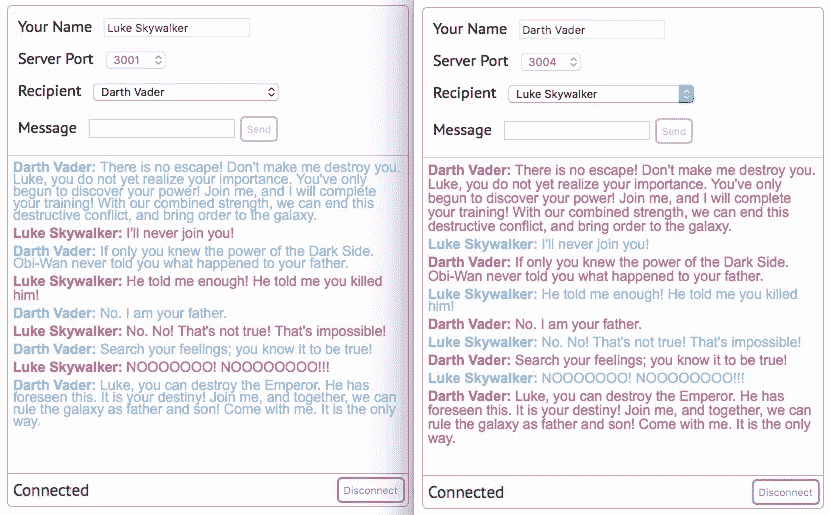 Your Name Luke Skywalker
Server Port 3001
Recipient Darth Vader
Message Send
Darth Vader: There is no escape! Don't make me destroy you.
Luke, you do not yet realize your importance. You've only
begun to discover your power! Join me, and I will complete
your training! With our combined strength, we can end this
destructive conflict, and bring order to the galaxy.
Luke Skywalker: I'll never join you!
Darth Vader: If only you knew the power of the Dark Side.
Obi-Wan never told you what happened to your father.
Luke Skywalker: He told me enough! He told me you killed
him!
Darth Vader: No. I am your father.
Luke Skywalker: No. No! That's not true! That's impossible!
Darth Vader: Search your feelings; you know it to be true!
Luke Skywalker: NOOOOOOO! NOOOOOOOO!!!
Darth Vader: Luke, you can destroy the Emperor. He has
foreseen this. It is your destiny! Join me, and together, we can
rule the galaxy as father and son! Come with me. It is the only
way.
Connected Disconnect
Your Name Darth Vader
Server Port 3004
Recipient Luke Skywalker
Message Send
Darth Vader: There is no escape! Don't make me destroy you.
Luke, you do not yet realize your importance. You've only
begun to discover your power! Join me, and I will complete
your training! With our combined strength, we can end this
destructive conflict, and bring order to the galaxy.
Luke Skywalker: I'll never join you!
Darth Vader: If only you knew the power of the Dark Side.
Obi-Wan never told you what happened to your father.
Luke Skywalker: He told me enough! He told me you killed
him!
Darth Vader: No. I am your father.
Luke Skywalker: No. No! That's not true! That's impossible!
Darth Vader: Search your feelings; you know it to be true!
Luke Skywalker: NOOOOOOO! NOOOOOOOO!!!
Darth Vader: Luke, you can destroy the Emperor. He has
foreseen this. It is your destiny! Join me, and together, we can
rule the galaxy as father and son! Come with me. It is the only
way.
Connected Disconnect